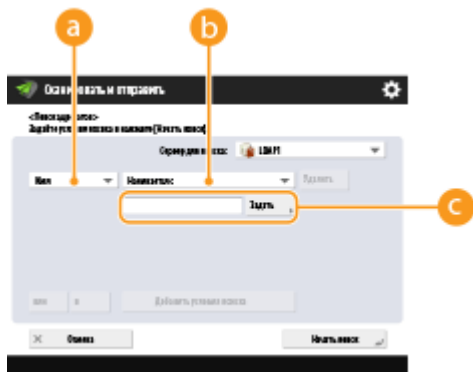 a b
Сканировать и отправить
<Поиск адресатов>
Задайте условия поиска и нажмите [Начать поиск].
Сервер для поиска: LDAP1
Имя Удалить
Задать c
или и Добавить условие поиска
Отмена Начать поиск